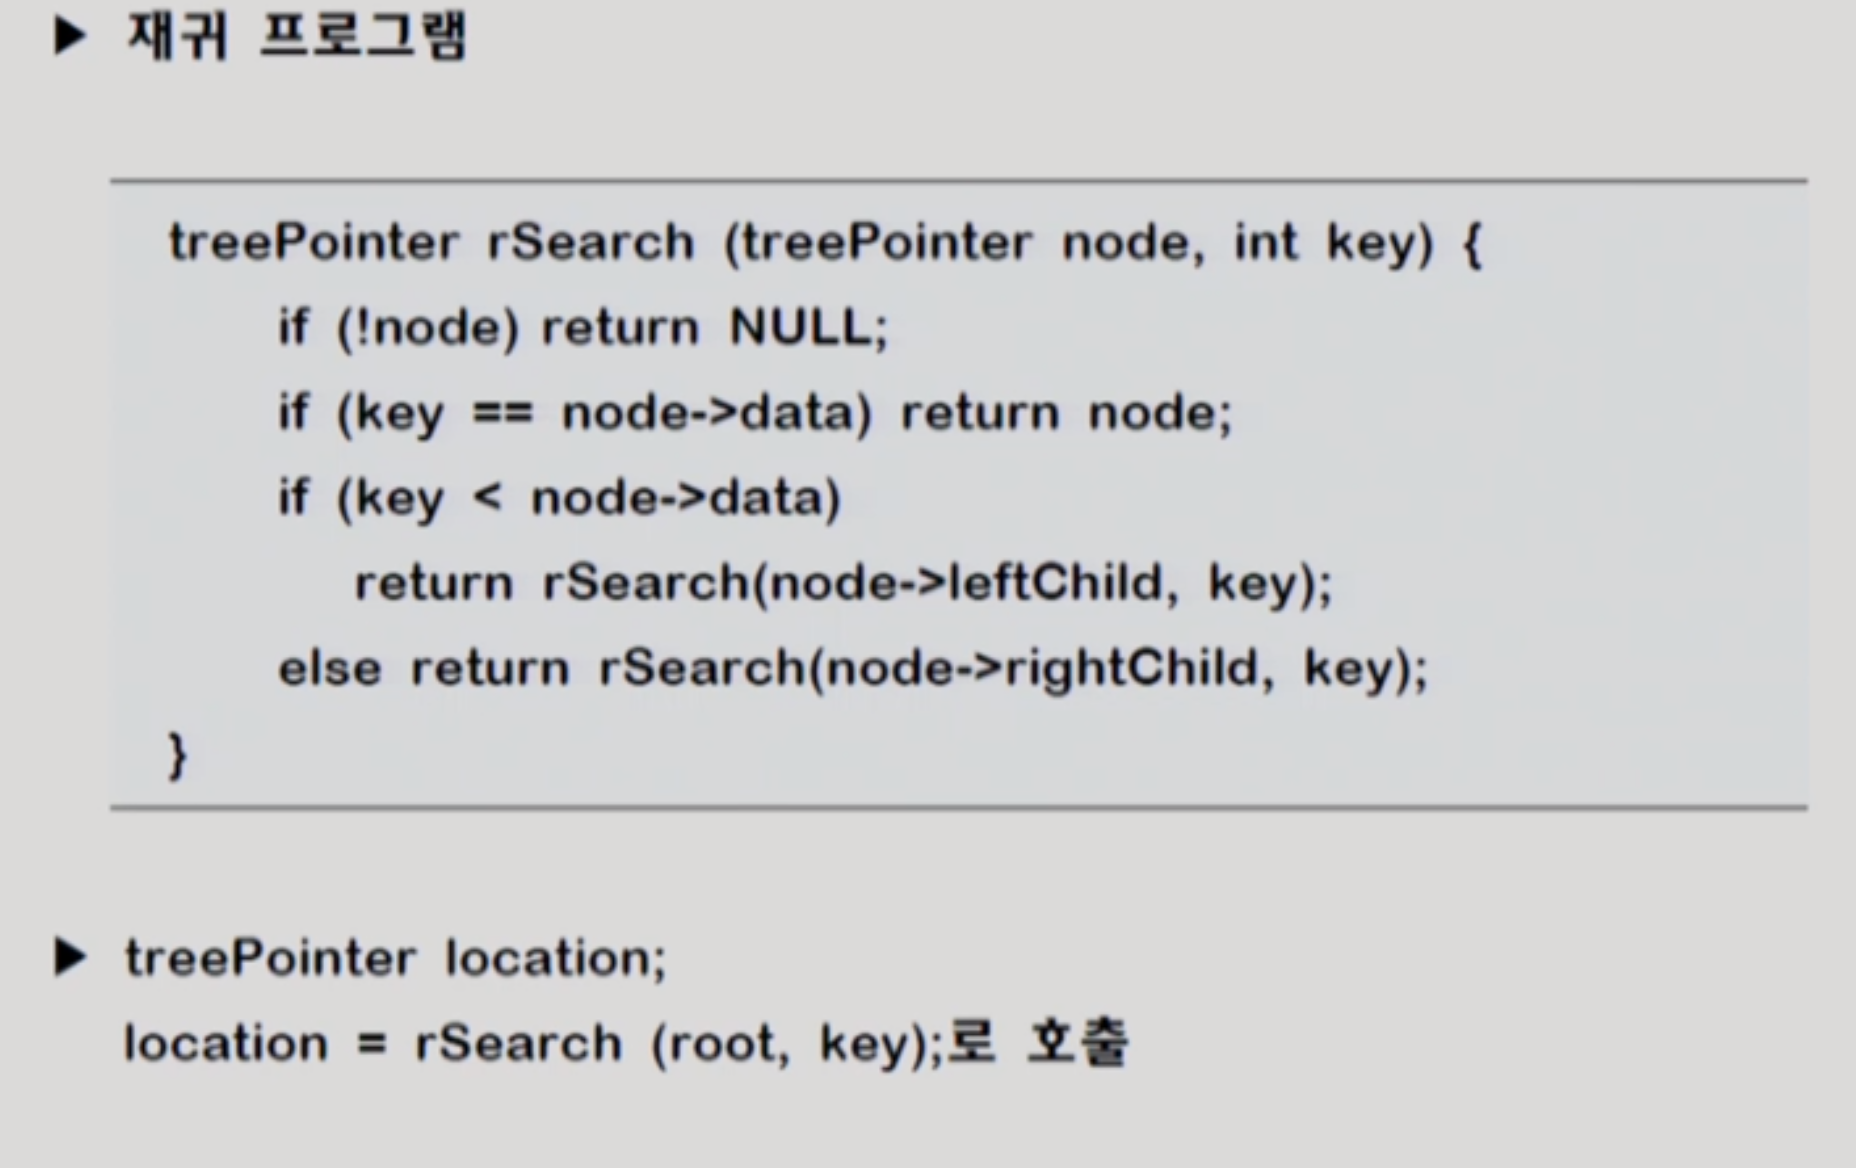 ▶ 재귀 프로그램
treePointer rSearch (treePointer node, int key) {
if (!node) return NULL;
if (key == node->data) return node;
if (key < node->data)
return rSearch(node->leftChild, key);
else return rSearch(node->rightChild, key);
}
▶ treePointer location;
location = rSearch (root, key);로 호출